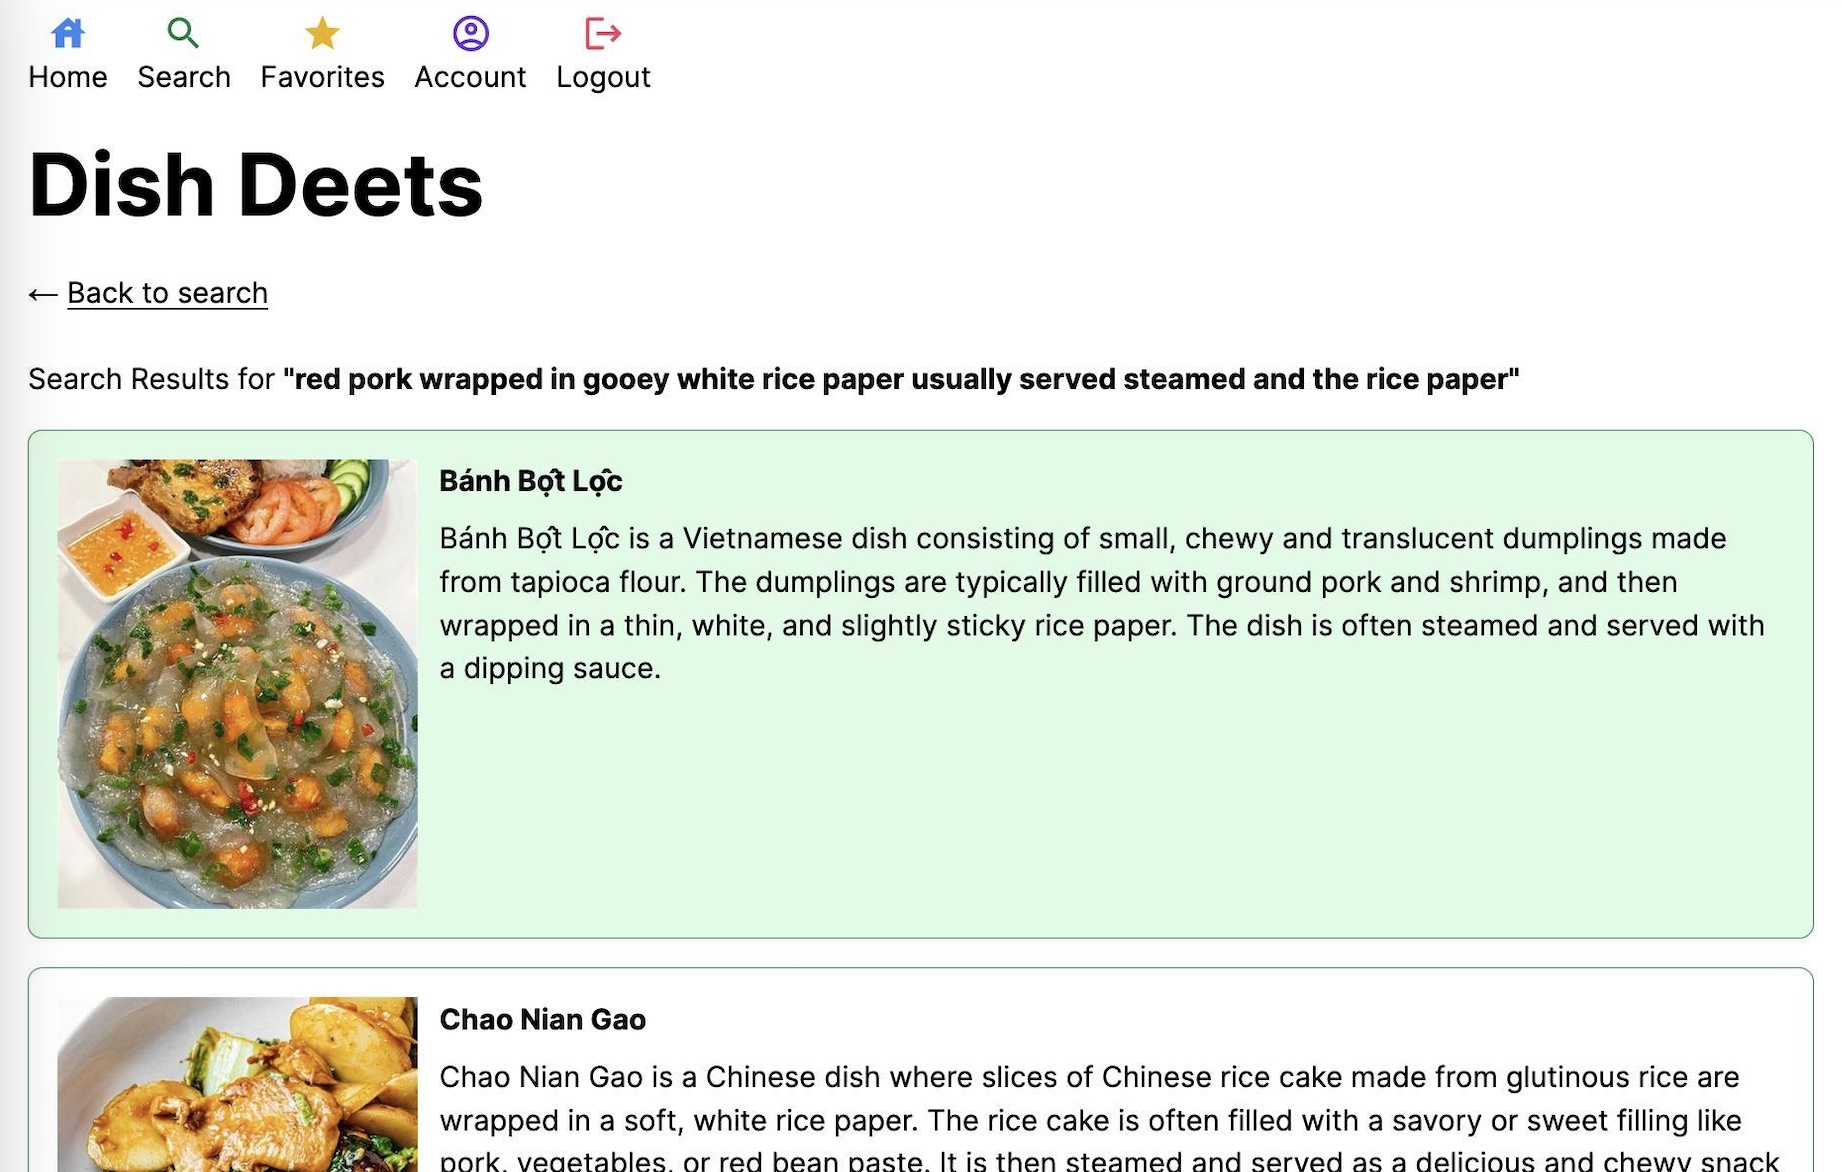 Home Search Favorites Account Logout
Dish Deets
← Back to search
Search Results for "red pork wrapped in gooey white rice paper usually served steamed and the rice paper"
Bánh Bột Lọc
Bánh Bột Lọc is a Vietnamese dish consisting of small, chewy and translucent dumplings made
from tapioca flour. The dumplings are typically filled with ground pork and shrimp, and then
wrapped in a thin, white, and slightly sticky rice paper. The dish is often steamed and served with
a dipping sauce.
Chao Nian Gao
Chao Nian Gao is a Chinese dish where slices of Chinese rice cake made from glutinous rice are
wrapped in a soft, white rice paper. The rice cake is often filled with a savory or sweet filling like
pork, vegetables, or red bean paste. It is then steamed and served as a delicious and chewy snack